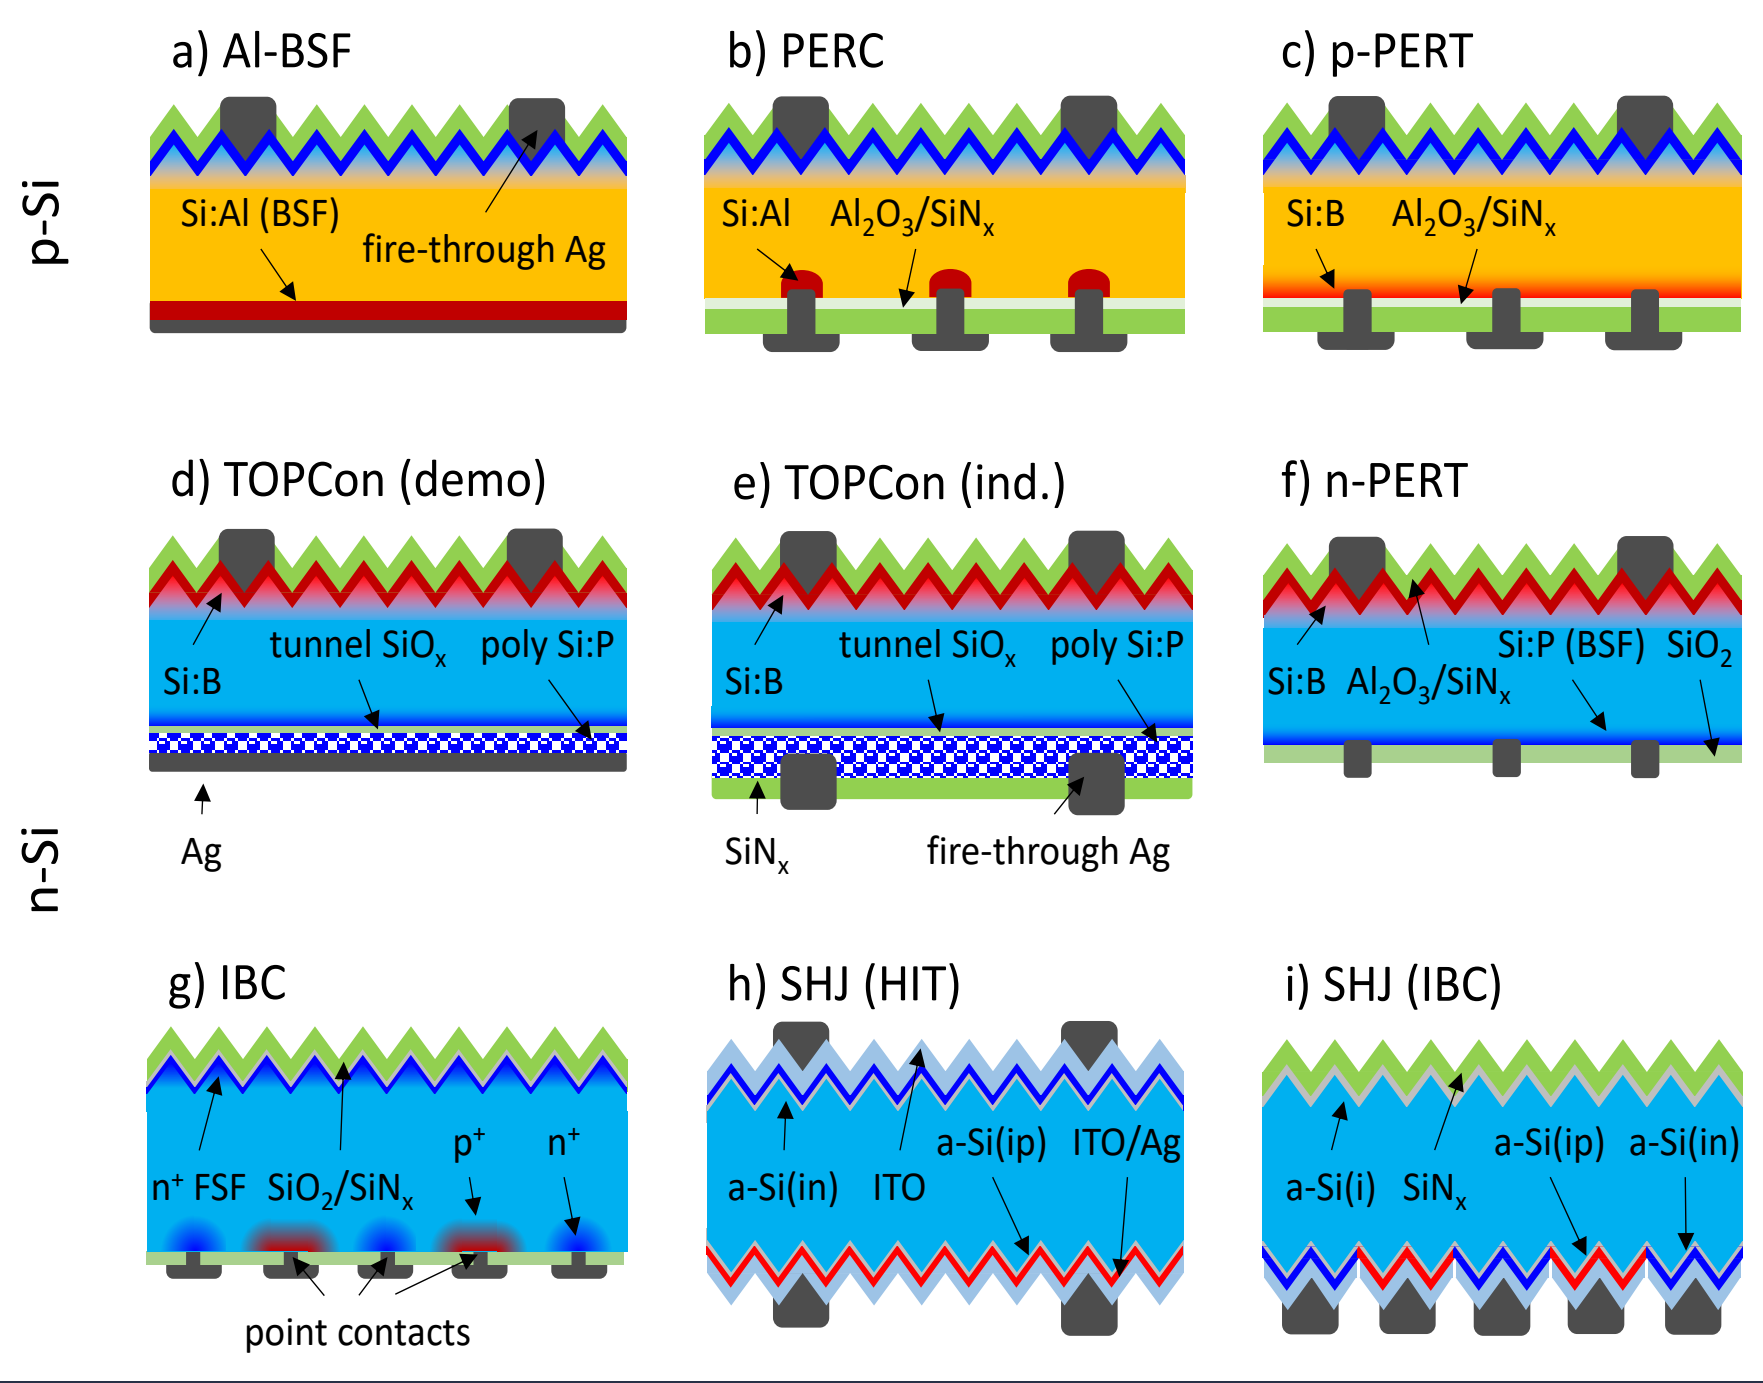 a) Al-BSF
b) PERC
c) p-PERT
p-Si
Si:Al (BSF)
fire-through Ag
Si:Al
Al₂O₃/SiNₓ
Si:B
Al₂O₃/SiNₓ
d) TOPCon (demo)
e) TOPCon (ind.)
f) n-PERT
n-Si
tunnel SiOₓ
poly Si:P
Si:B
Ag
tunnel SiOₓ
poly Si:P
Si:B
SiNₓ
fire-through Ag
Si:P (BSF)
SiO₂
Si:B
Al₂O₃/SiNₓ
g) IBC
h) SHJ (HIT)
i) SHJ (IBC)
p⁺
n⁺
n⁺ FSF
SiO₂/SiNₓ
point contacts
a-Si(ip)
ITO/Ag
a-Si(in)
ITO
a-Si(ip)
a-Si(in)
a-Si(i)
SiNₓ